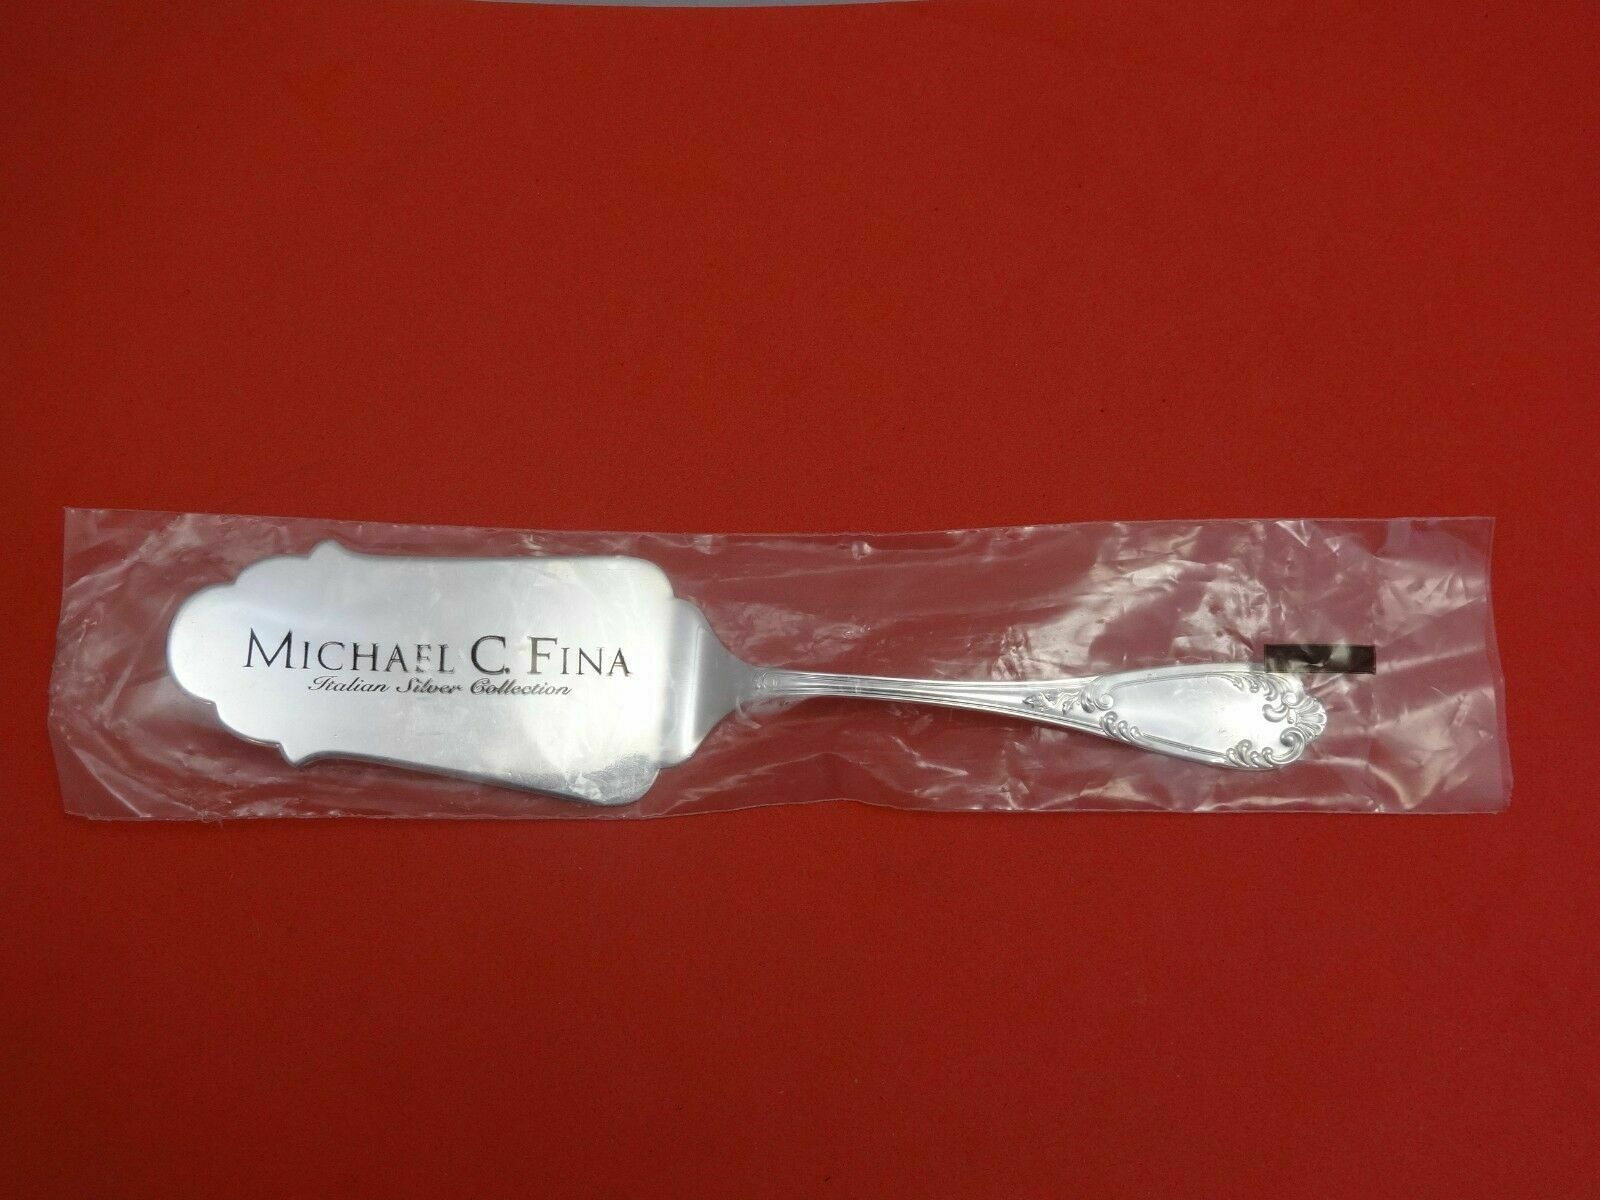 MICHAEL C. FINA
Italian Silver Collection